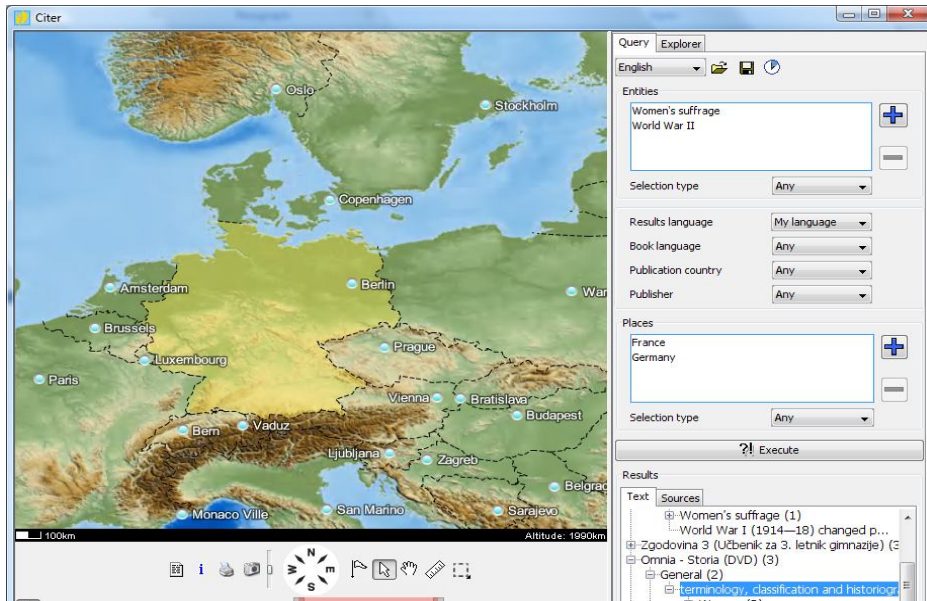 Citer
Oslo
Stockholm
Copenhagen
Amsterdam
Berlin
War
Brussels
Prague
Luxembourg
Paris
Vienna
Bratislava
Budapest
Bern
Vaduz
Ljubljana
Zagreb
Belgrad
Monaco Ville
San Marino
Sarajevo
100km
Altitude: 1990km
N
S
Query
Explorer
English
Entities
Women's suffrage
World War II
Selection type
Any
Results language
My language
Book language
Any
Publication country
Any
Publisher
Any
Places
France
Germany
Selection type
Any
?! Execute
Results
Text
Sources
Women's suffrage (1)
World War I (1914—18) changed p...
Zgodovina 3 (Učbenik za 3. letnik gimnazije) (3
Omnia - Storia (DVD) (3)
General (2)
terminology, classification and historiogr